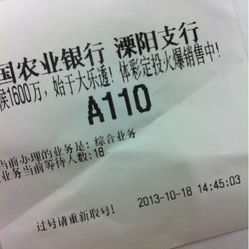 国农业银行 溧阳支行
候1600万，始于大乐透！体彩定投火爆销售中！
A110
当前办理的业务是：综合业务
业务当前等待人数：18
2013-10-18 14:45:03
过号请重新取号！